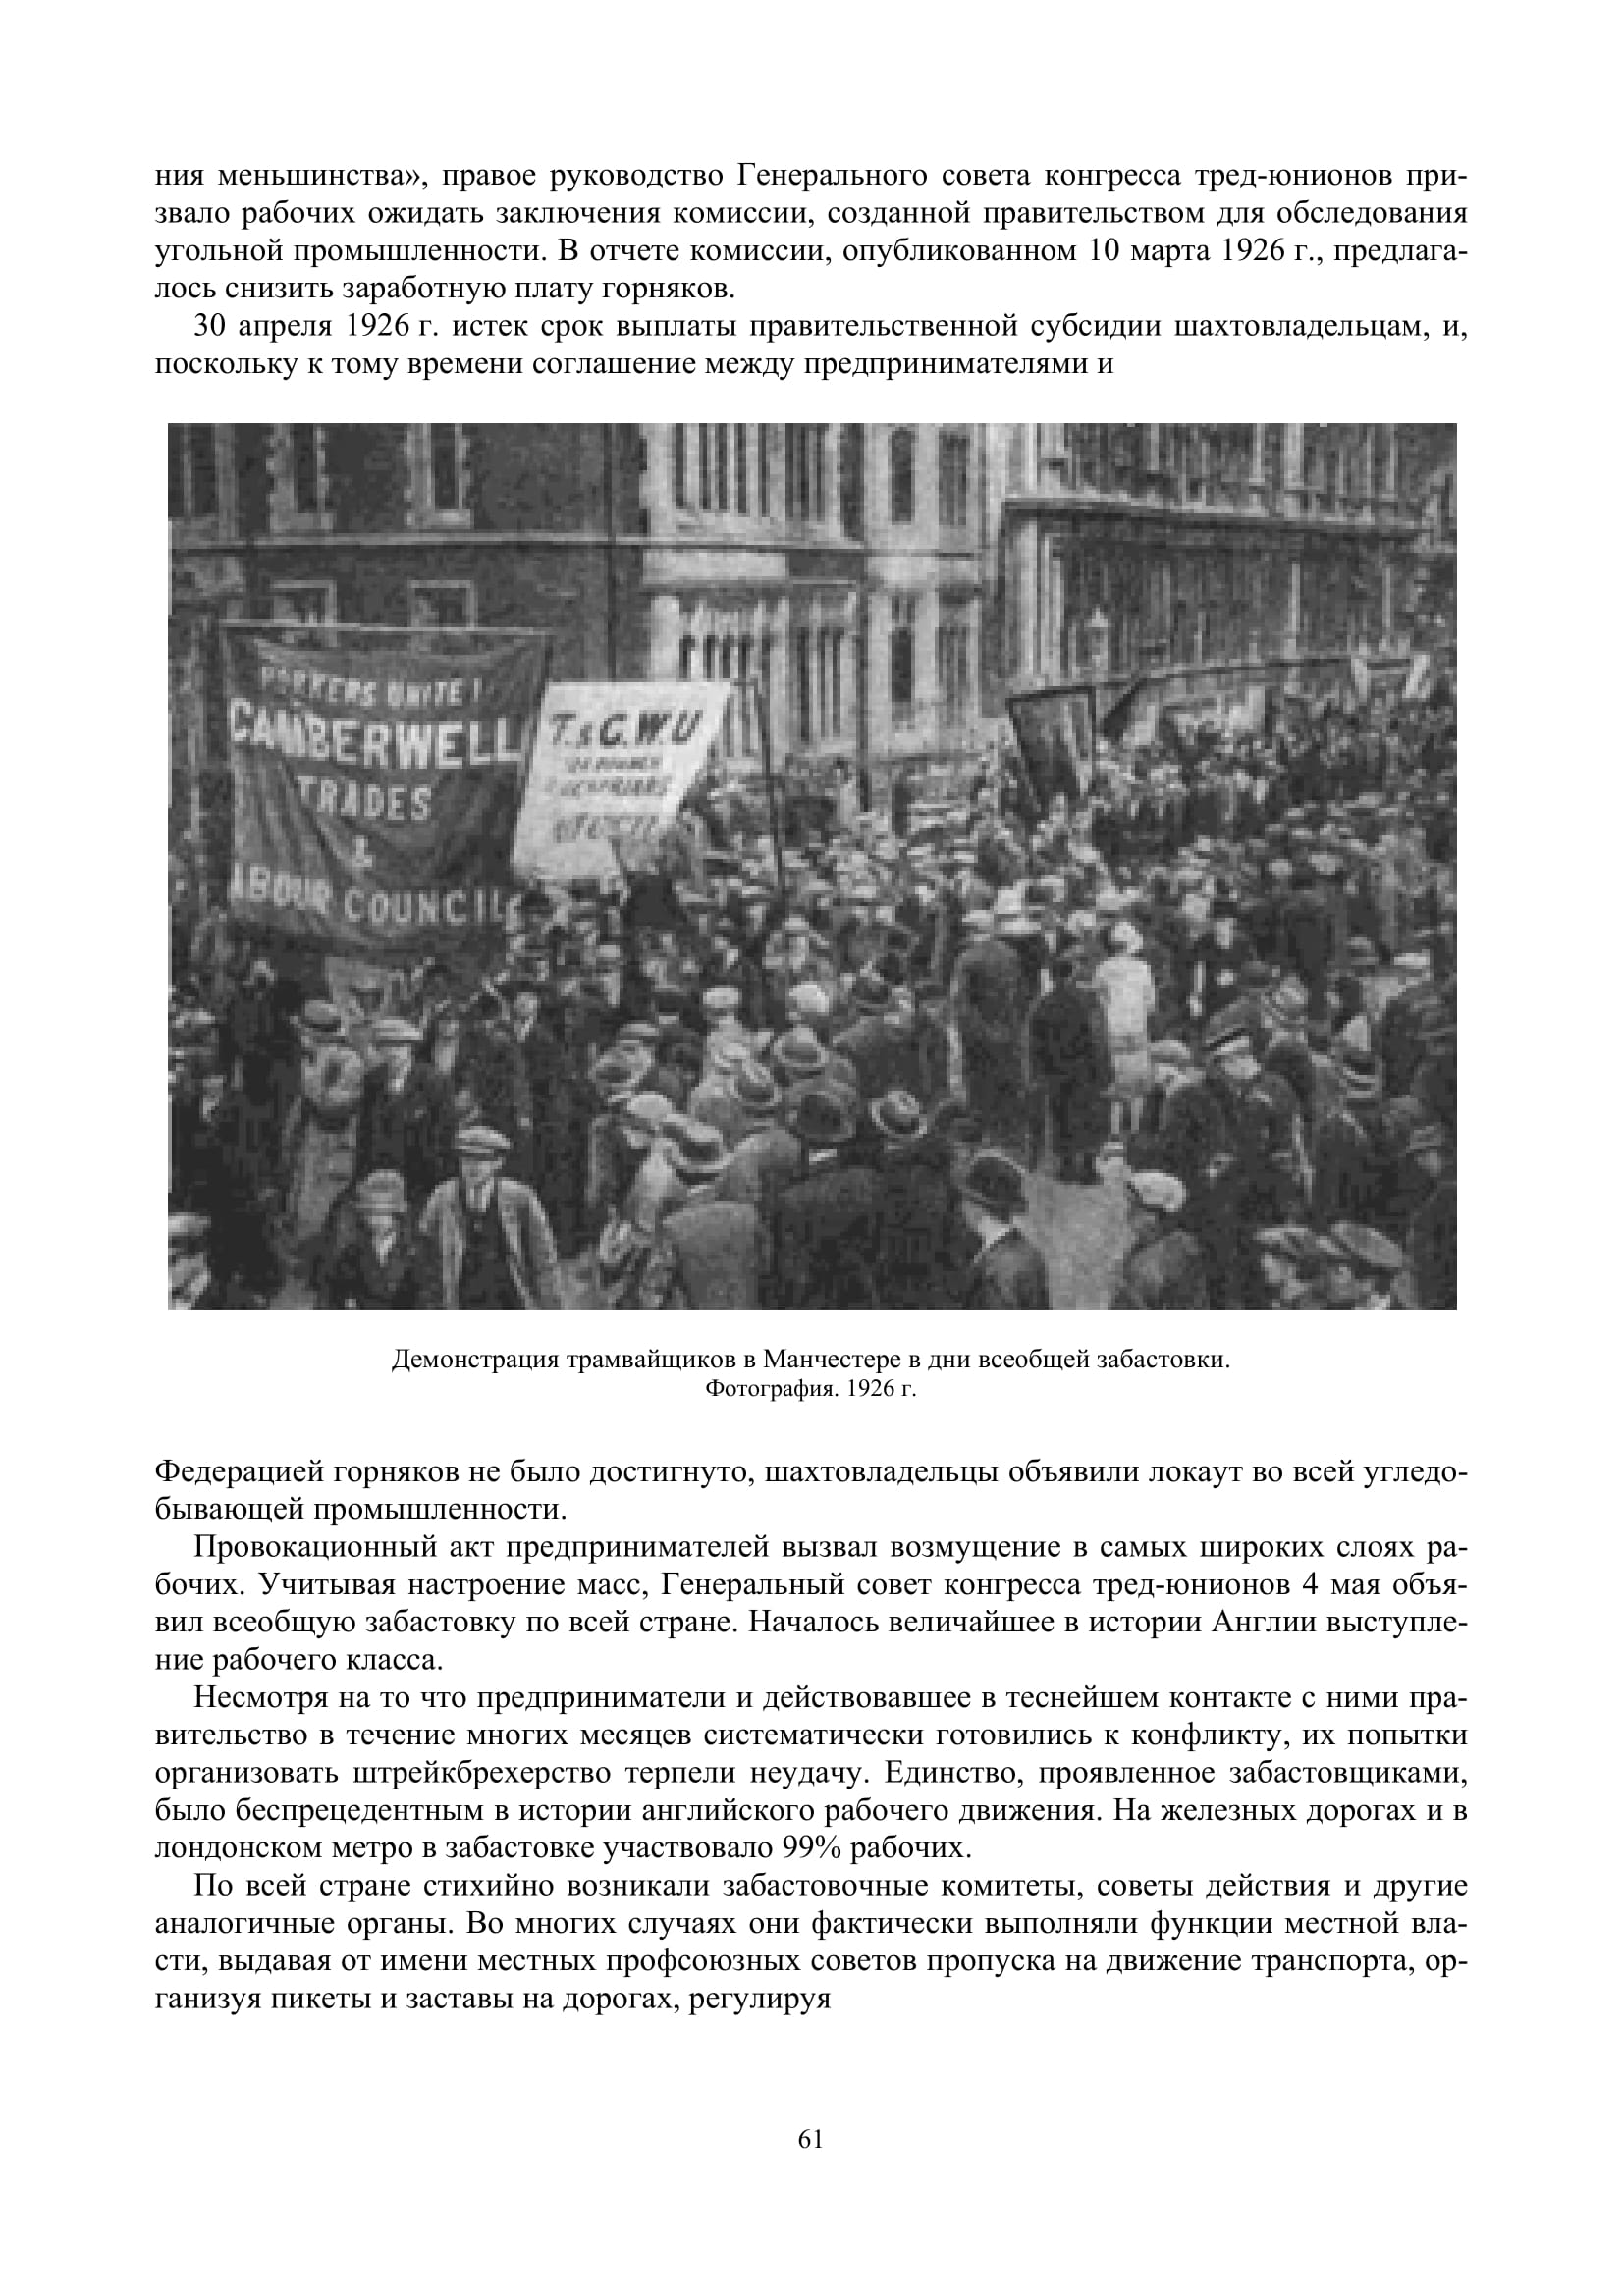 ния меньшинства», правое руководство Генерального совета конгресса тред-юнионов при-
звало рабочих ожидать заключения комиссии, созданной правительством для обследования
угольной промышленности. В отчете комиссии, опубликованном 10 марта 1926 г., предлага-
лось снизить заработную плату горняков.
30 апреля 1926 г. истек срок выплаты правительственной субсидии шахтовладельцам, и,
поскольку к тому времени соглашение между предпринимателями и
WORKERS UNITE!
CAMBERWELL
TRADES
&
LABOUR COUNCIL
T.&G.W.U
Демонстрация трамвайщиков в Манчестере в дни всеобщей забастовки.
Фотография. 1926 г.
Федерацией горняков не было достигнуто, шахтовладельцы объявили локаут во всей угледо-
бывающей промышленности.
Провокационный акт предпринимателей вызвал возмущение в самых широких слоях ра-
бочих. Учитывая настроение масс, Генеральный совет конгресса тред-юнионов 4 мая объя-
вил всеобщую забастовку по всей стране. Началось величайшее в истории Англии выступле-
ние рабочего класса.
Несмотря на то что предприниматели и действовавшее в теснейшем контакте с ними пра-
вительство в течение многих месяцев систематически готовились к конфликту, их попытки
организовать штрейкбрехерство терпели неудачу. Единство, проявленное забастовщиками,
было беспрецедентным в истории английского рабочего движения. На железных дорогах и в
лондонском метро в забастовке участвовало 99% рабочих.
По всей стране стихийно возникали забастовочные комитеты, советы действия и другие
аналогичные органы. Во многих случаях они фактически выполняли функции местной вла-
сти, выдавая от имени местных профсоюзных советов пропуска на движение транспорта, ор-
ганизуя пикеты и заставы на дорогах, регулируя
61